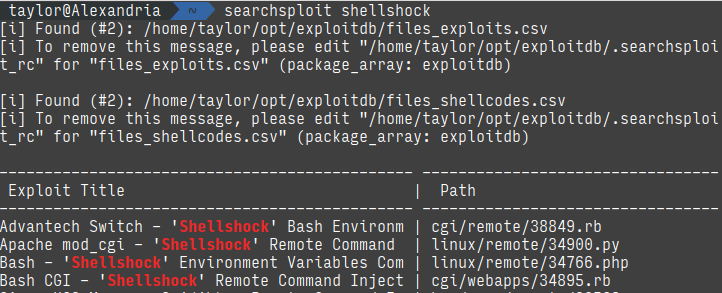 taylor@Alexandria ~ searchsploit shellshock
[i] Found (#2): /home/taylor/opt/exploitdb/files_exploits.csv
[i] To remove this message, please edit "/home/taylor/opt/exploitdb/.searchsploi
t_rc" for "files_exploits.csv" (package_array: exploitdb)
[i] Found (#2): /home/taylor/opt/exploitdb/files_shellcodes.csv
[i] To remove this message, please edit "/home/taylor/opt/exploitdb/.searchsploi
t_rc" for "files_shellcodes.csv" (package_array: exploitdb)
---------------------------------------------- ---------------------------------
Exploit Title | Path
---------------------------------------------- ---------------------------------
Advantech Switch - 'Shellshock' Bash Environm | cgi/remote/38849.rb
Apache mod_cgi - 'Shellshock' Remote Command | linux/remote/34900.py
Bash - 'Shellshock' Environment Variables Com | linux/remote/34766.php
Bash CGI - 'Shellshock' Remote Command Inject | cgi/webapps/34895.rb